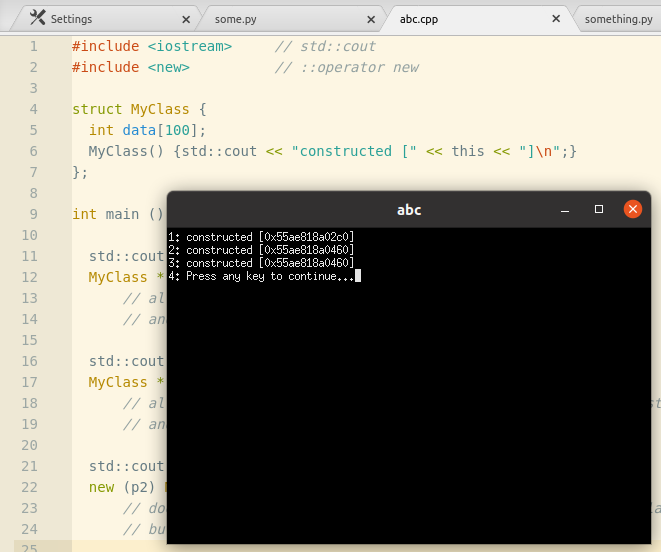 Settings
some.py
abc.cpp
something.py
1 #include <iostream>     // std::cout
2 #include <new>          // ::operator new
3
4 struct MyClass {
5   int data[100];
6   MyClass() {std::cout << "constructed [" << this << "]\n";}
7 };
8
9 int main ()
10
11   std::cout
12   MyClass *
13       // al
14       // an
15
16   std::cout
17   MyClass *
18       // al
19       // an
20
21   std::cout
22   new (p2)
23       // do
24       // bu
25
abc
1: constructed [0x55ae818a02c0]
2: constructed [0x55ae818a0460]
3: constructed [0x55ae818a0460]
4: Press any key to continue...